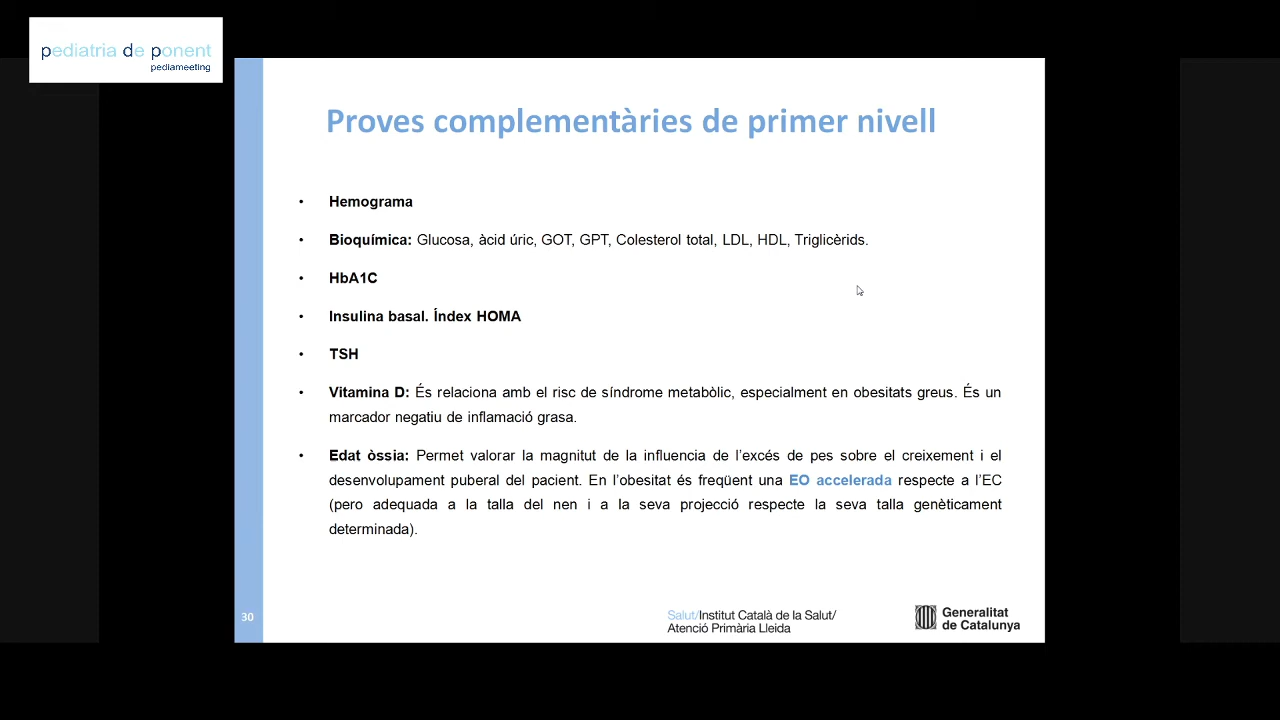 pediatria de ponent
pediameeting
Proves complementàries de primer nivell
• Hemograma
• Bioquímica: Glucosa, àcid úric, GOT, GPT, Colesterol total, LDL, HDL, Triglicèrids.
• HbA1C
• Insulina basal. Índex HOMA
• TSH
• Vitamina D: És relaciona amb el risc de síndrome metabòlic, especialment en obesitats greus. És un
marcador negatiu de inflamació grasa.
• Edat òssia: Permet valorar la magnitut de la influencia de l’excés de pes sobre el creixement i el
desenvolupament puberal del pacient. En l’obesitat és freqüent una EO accelerada respecte a l’EC
(pero adequada a la talla del nen i a la seva projecció respecte la seva talla genèticament
determinada).
30
Salut/Institut Català de la Salut/
Atenció Primària Lleida
Generalitat
de Catalunya